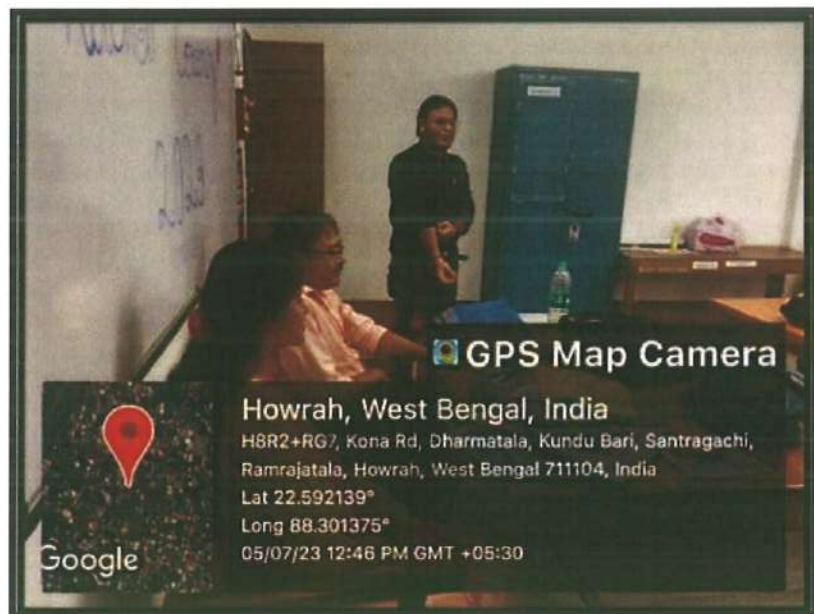 2023
GPS Map Camera
Howrah, West Bengal, India
H8R2+RG7, Kona Rd, Dharmatala, Kundu Bari, Santragachi,
Ramrajatala, Howrah, West Bengal 711104, India
Lat 22.592139°
Long 88.301375°
05/07/23 12:46 PM GMT +05:30
Google